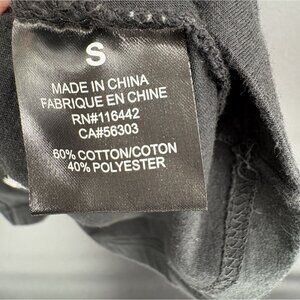 S
MADE IN CHINA
FABRIQUE EN CHINE
RN#116442
CA#56303
60% COTTON/COTON
40% POLYESTER